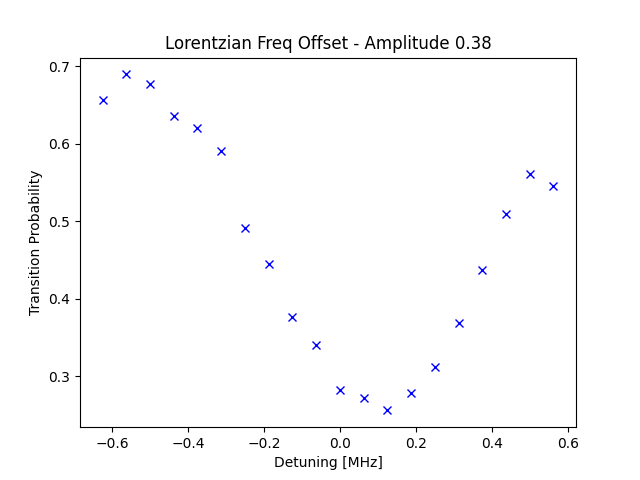 Lorentzian Freq Offset - Amplitude 0.38
0.7
0.6
0.5
0.4
0.3
Transition Probability
−0.6 −0.4 −0.2 0.0 0.2 0.4 0.6
Detuning [MHz]